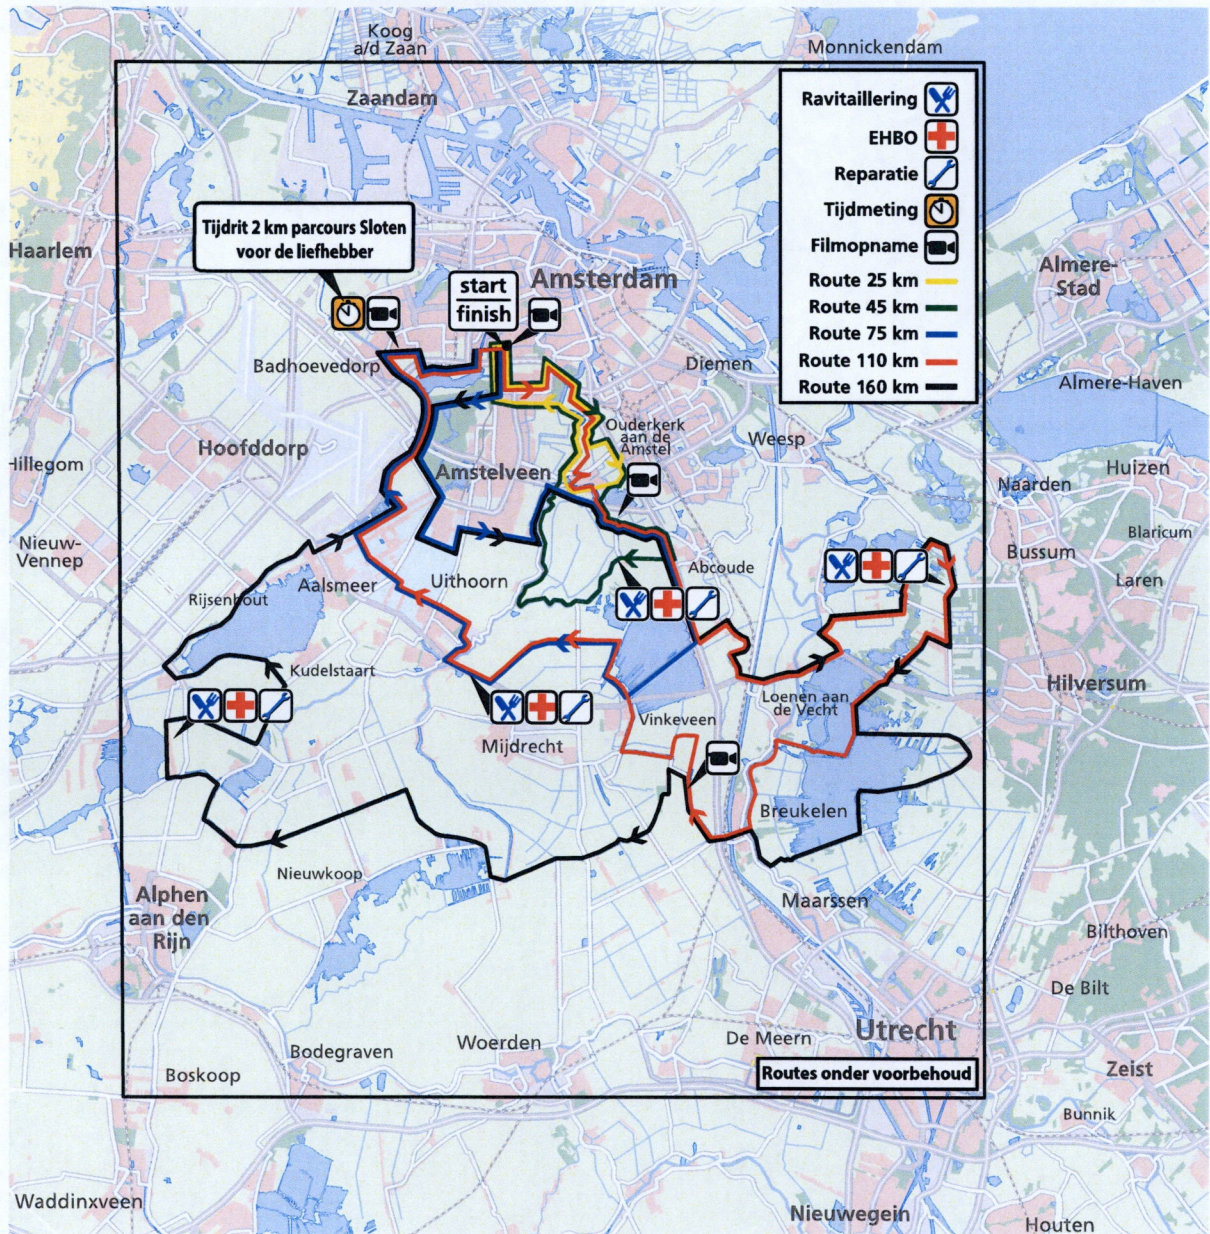 Koog
a/d Zaan
Monnickendam
Zaandam
Ravitaillering
EHBO
Reparatie
Tijdmeting
Filmopname
Route 25 km
Route 45 km
Route 75 km
Route 110 km
Route 160 km
Haarlem
Tijdrit 2 km parcours Sloten
voor de liefhebber
start
finish
Amsterdam
Almere-
Stad
Badhoevedorp
Diemen
Almere-Haven
Ouderkerk
aan de
Amstel
Weesp
Hoofddorp
Hillegom
Amstelveen
Naarden
Huizen
Nieuw-
Vennep
Bussum
Blaricum
Laren
Abcoude
Aalsmeer
Uithoorn
Rijsenhout
Kudelstaart
Hilversum
Loenen aan
de Vecht
Vinkeveen
Mijdrecht
Breukelen
Nieuwkoop
Alphen
aan den
Rijn
Maarssen
Bilthoven
De Bilt
Utrecht
De Meern
Woerden
Bodegraven
Boskoop
Routes onder voorbehoud
Zeist
Bunnik
Waddinxveen
Nieuwegein
Houten